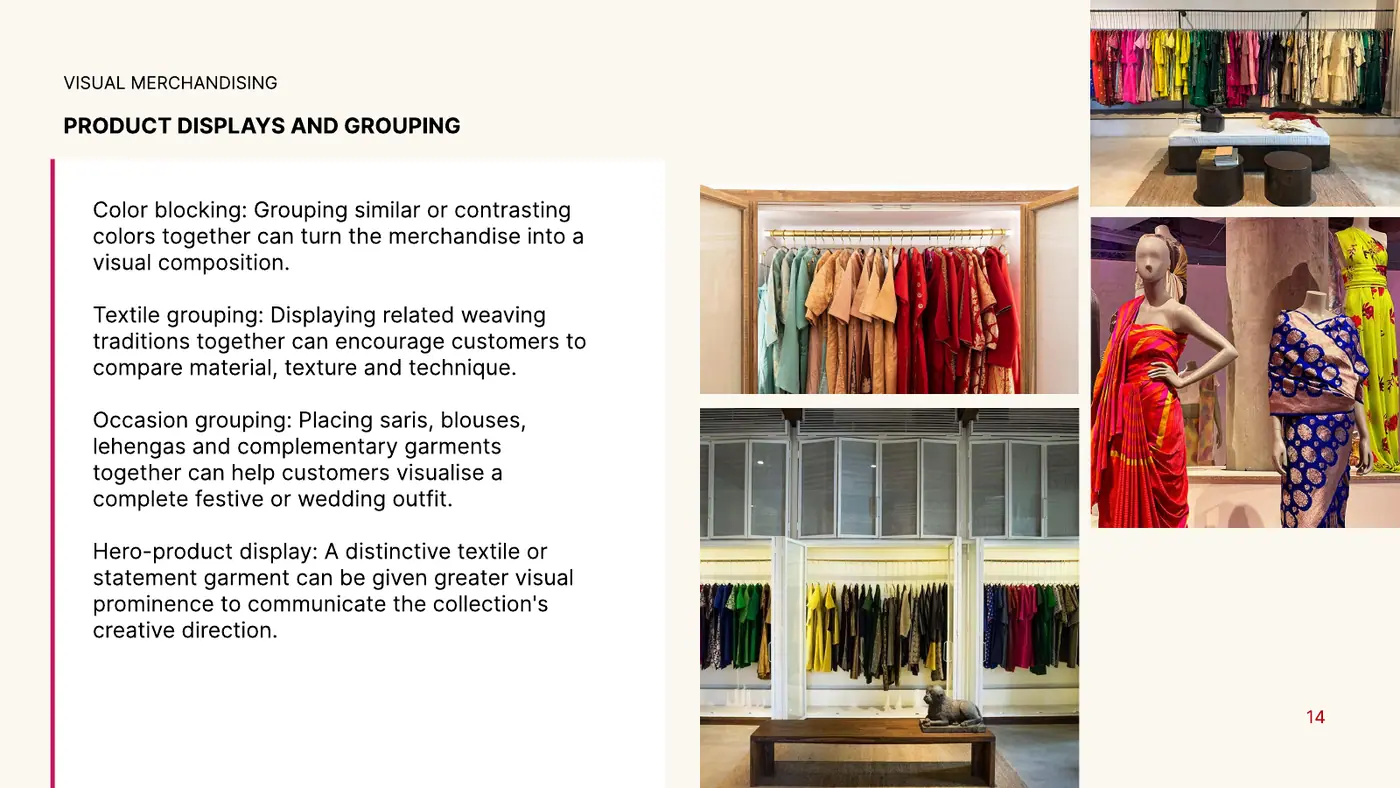 VISUAL MERCHANDISING
PRODUCT DISPLAYS AND GROUPING
Color blocking: Grouping similar or contrasting
colors together can turn the merchandise into a
visual composition.
Textile grouping: Displaying related weaving
traditions together can encourage customers to
compare material, texture and technique.
Occasion grouping: Placing saris, blouses,
lehengas and complementary garments
together can help customers visualise a
complete festive or wedding outfit.
Hero-product display: A distinctive textile or
statement garment can be given greater visual
prominence to communicate the collection's
creative direction.
14